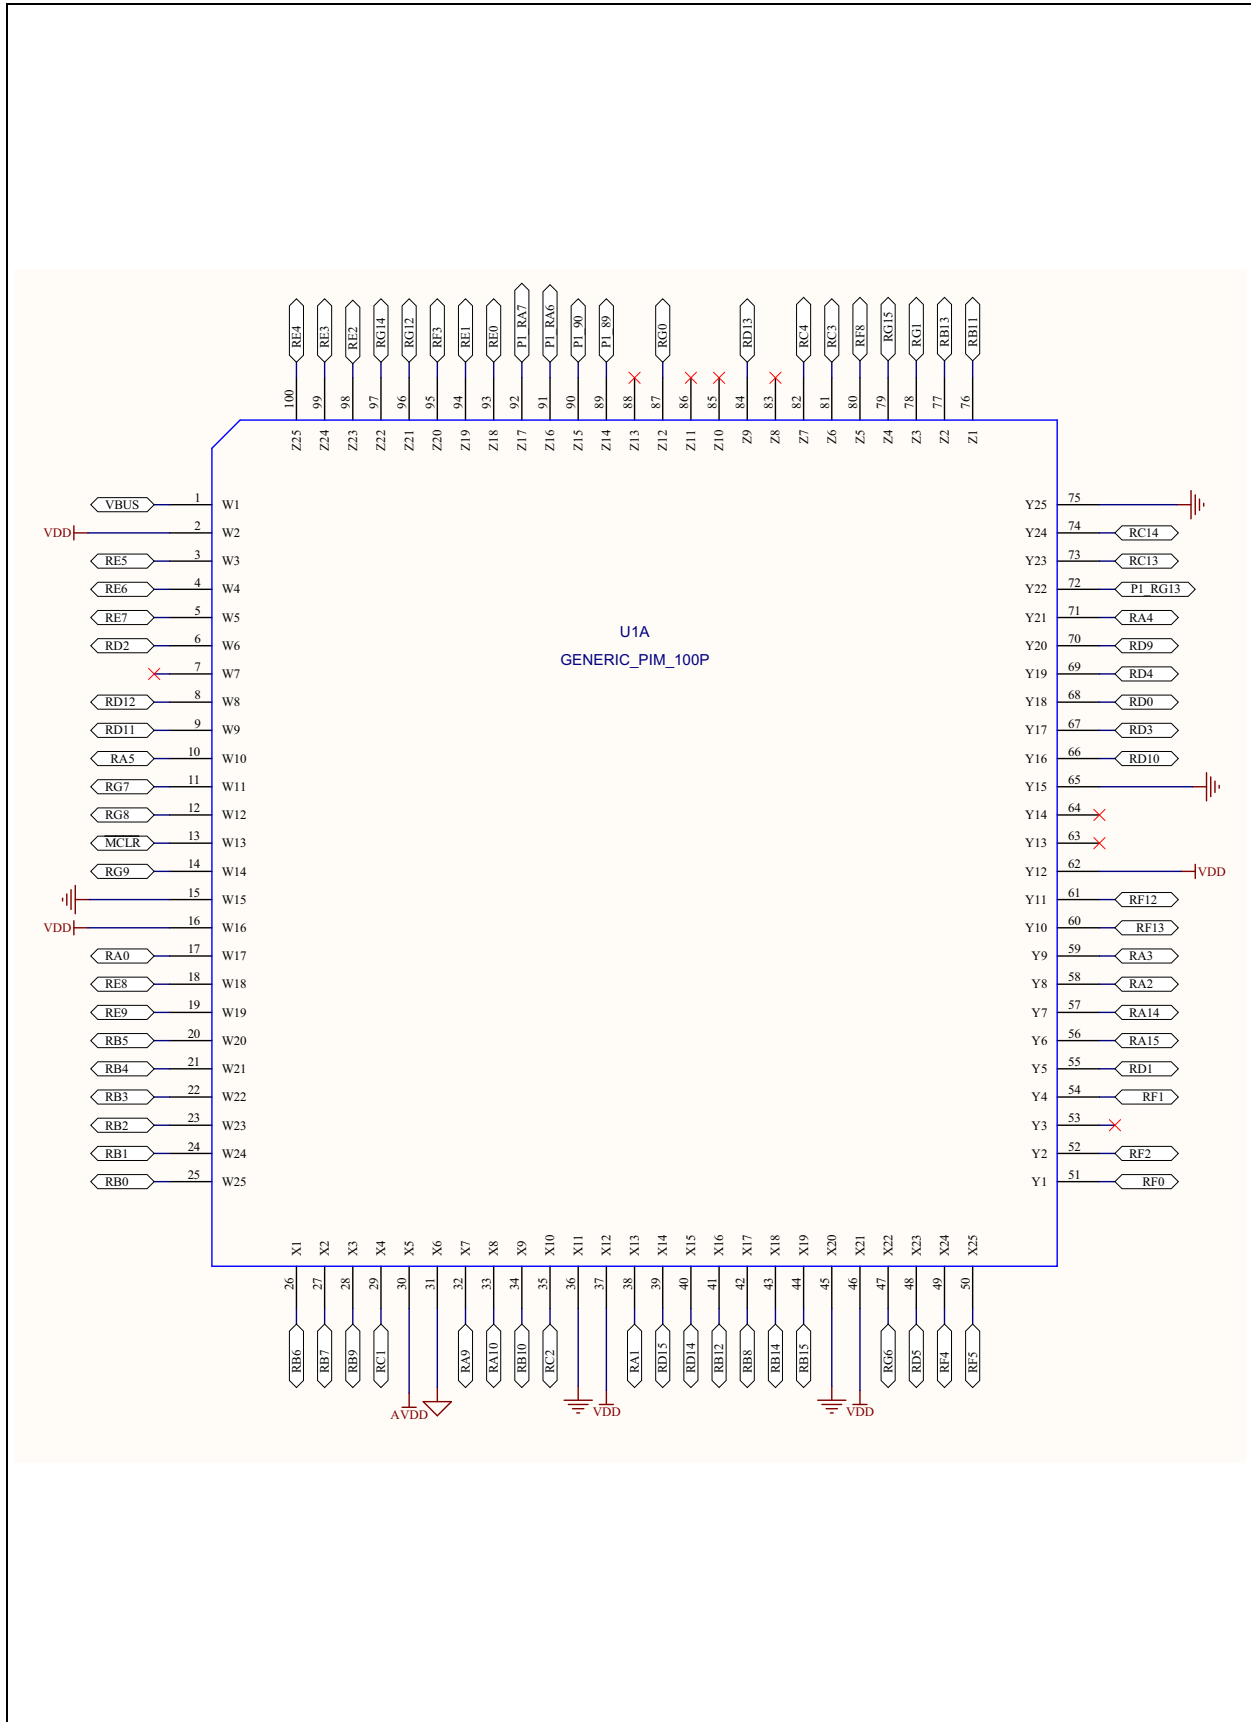 RE4 RE3 RE2 RG14 RG12 RF3 RE1 RE0 P1_RA7 P1_RA6 P1_90 P1_89 RG0 RD13 RC4 RC3 RF8 RG15 RG1 RB13 RB11
100 99 98 97 96 95 94 93 92 91 90 89 88 87 86 85 84 83 82 81 80 79 78 77 76
Z25 Z24 Z23 Z22 Z21 Z20 Z19 Z18 Z17 Z16 Z15 Z14 Z13 Z12 Z11 Z10 Z9 Z8 Z7 Z6 Z5 Z4 Z3 Z2 Z1
VBUS 1 W1 Y25 75
VDD 2 W2 Y24 74 RC14
RE5 3 W3 Y23 73 RC13
RE6 4 W4 Y22 72 P1_RG13
RE7 5 W5 Y21 71 RA4
U1A
RD2 6 W6 Y20 70 RD9
GENERIC_PIM_100P
7 W7 Y19 69 RD4
RD12 8 W8 Y18 68 RD0
RD11 9 W9 Y17 67 RD3
RA5 10 W10 Y16 66 RD10
RG7 11 W11 Y15 65
RG8 12 W12 Y14 64
MCLR 13 W13 Y13 63
RG9 14 W14 Y12 62 VDD
15 W15 Y11 61 RF12
VDD 16 W16 Y10 60 RF13
RA0 17 W17 Y9 59 RA3
RE8 18 W18 Y8 58 RA2
RE9 19 W19 Y7 57 RA14
RB5 20 W20 Y6 56 RA15
RB4 21 W21 Y5 55 RD1
RB3 22 W22 Y4 54 RF1
RB2 23 W23 Y3 53
RB1 24 W24 Y2 52 RF2
RB0 25 W25 Y1 51 RF0
X1 X2 X3 X4 X5 X6 X7 X8 X9 X10 X11 X12 X13 X14 X15 X16 X17 X18 X19 X20 X21 X22 X23 X24 X25
26 27 28 29 30 31 32 33 34 35 36 37 38 39 40 41 42 43 44 45 46 47 48 49 50
RB6 RB7 RB9 RC1 RA9 RA10 RB10 RC2 RA1 RD15 RD14 RB12 RB8 RB14 RB15 RG6 RD5 RF4 RF5
AVDD VDD VDD